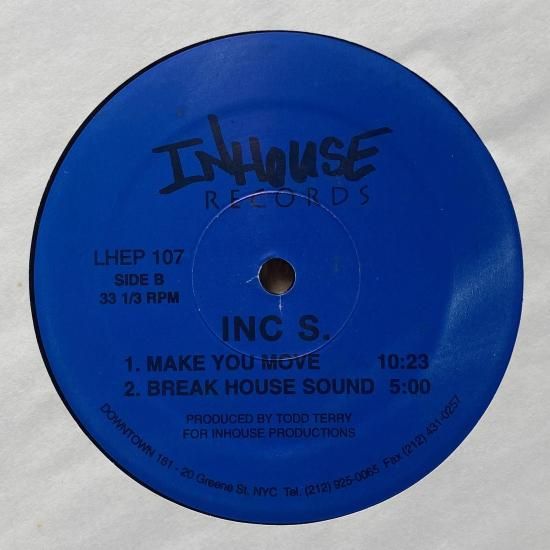 INHOUSE
RECORDS
LHEP 107
SIDE B
33 1/3 RPM
INC S.
1. MAKE YOU MOVE 10:23
2. BREAK HOUSE SOUND 5:00
PRODUCED BY TODD TERRY
FOR INHOUSE PRODUCTIONS
DOWNTOWN 161 - 20 Greene St. NYC Tel. (212) 925-0065 Fax (212) 431-0257